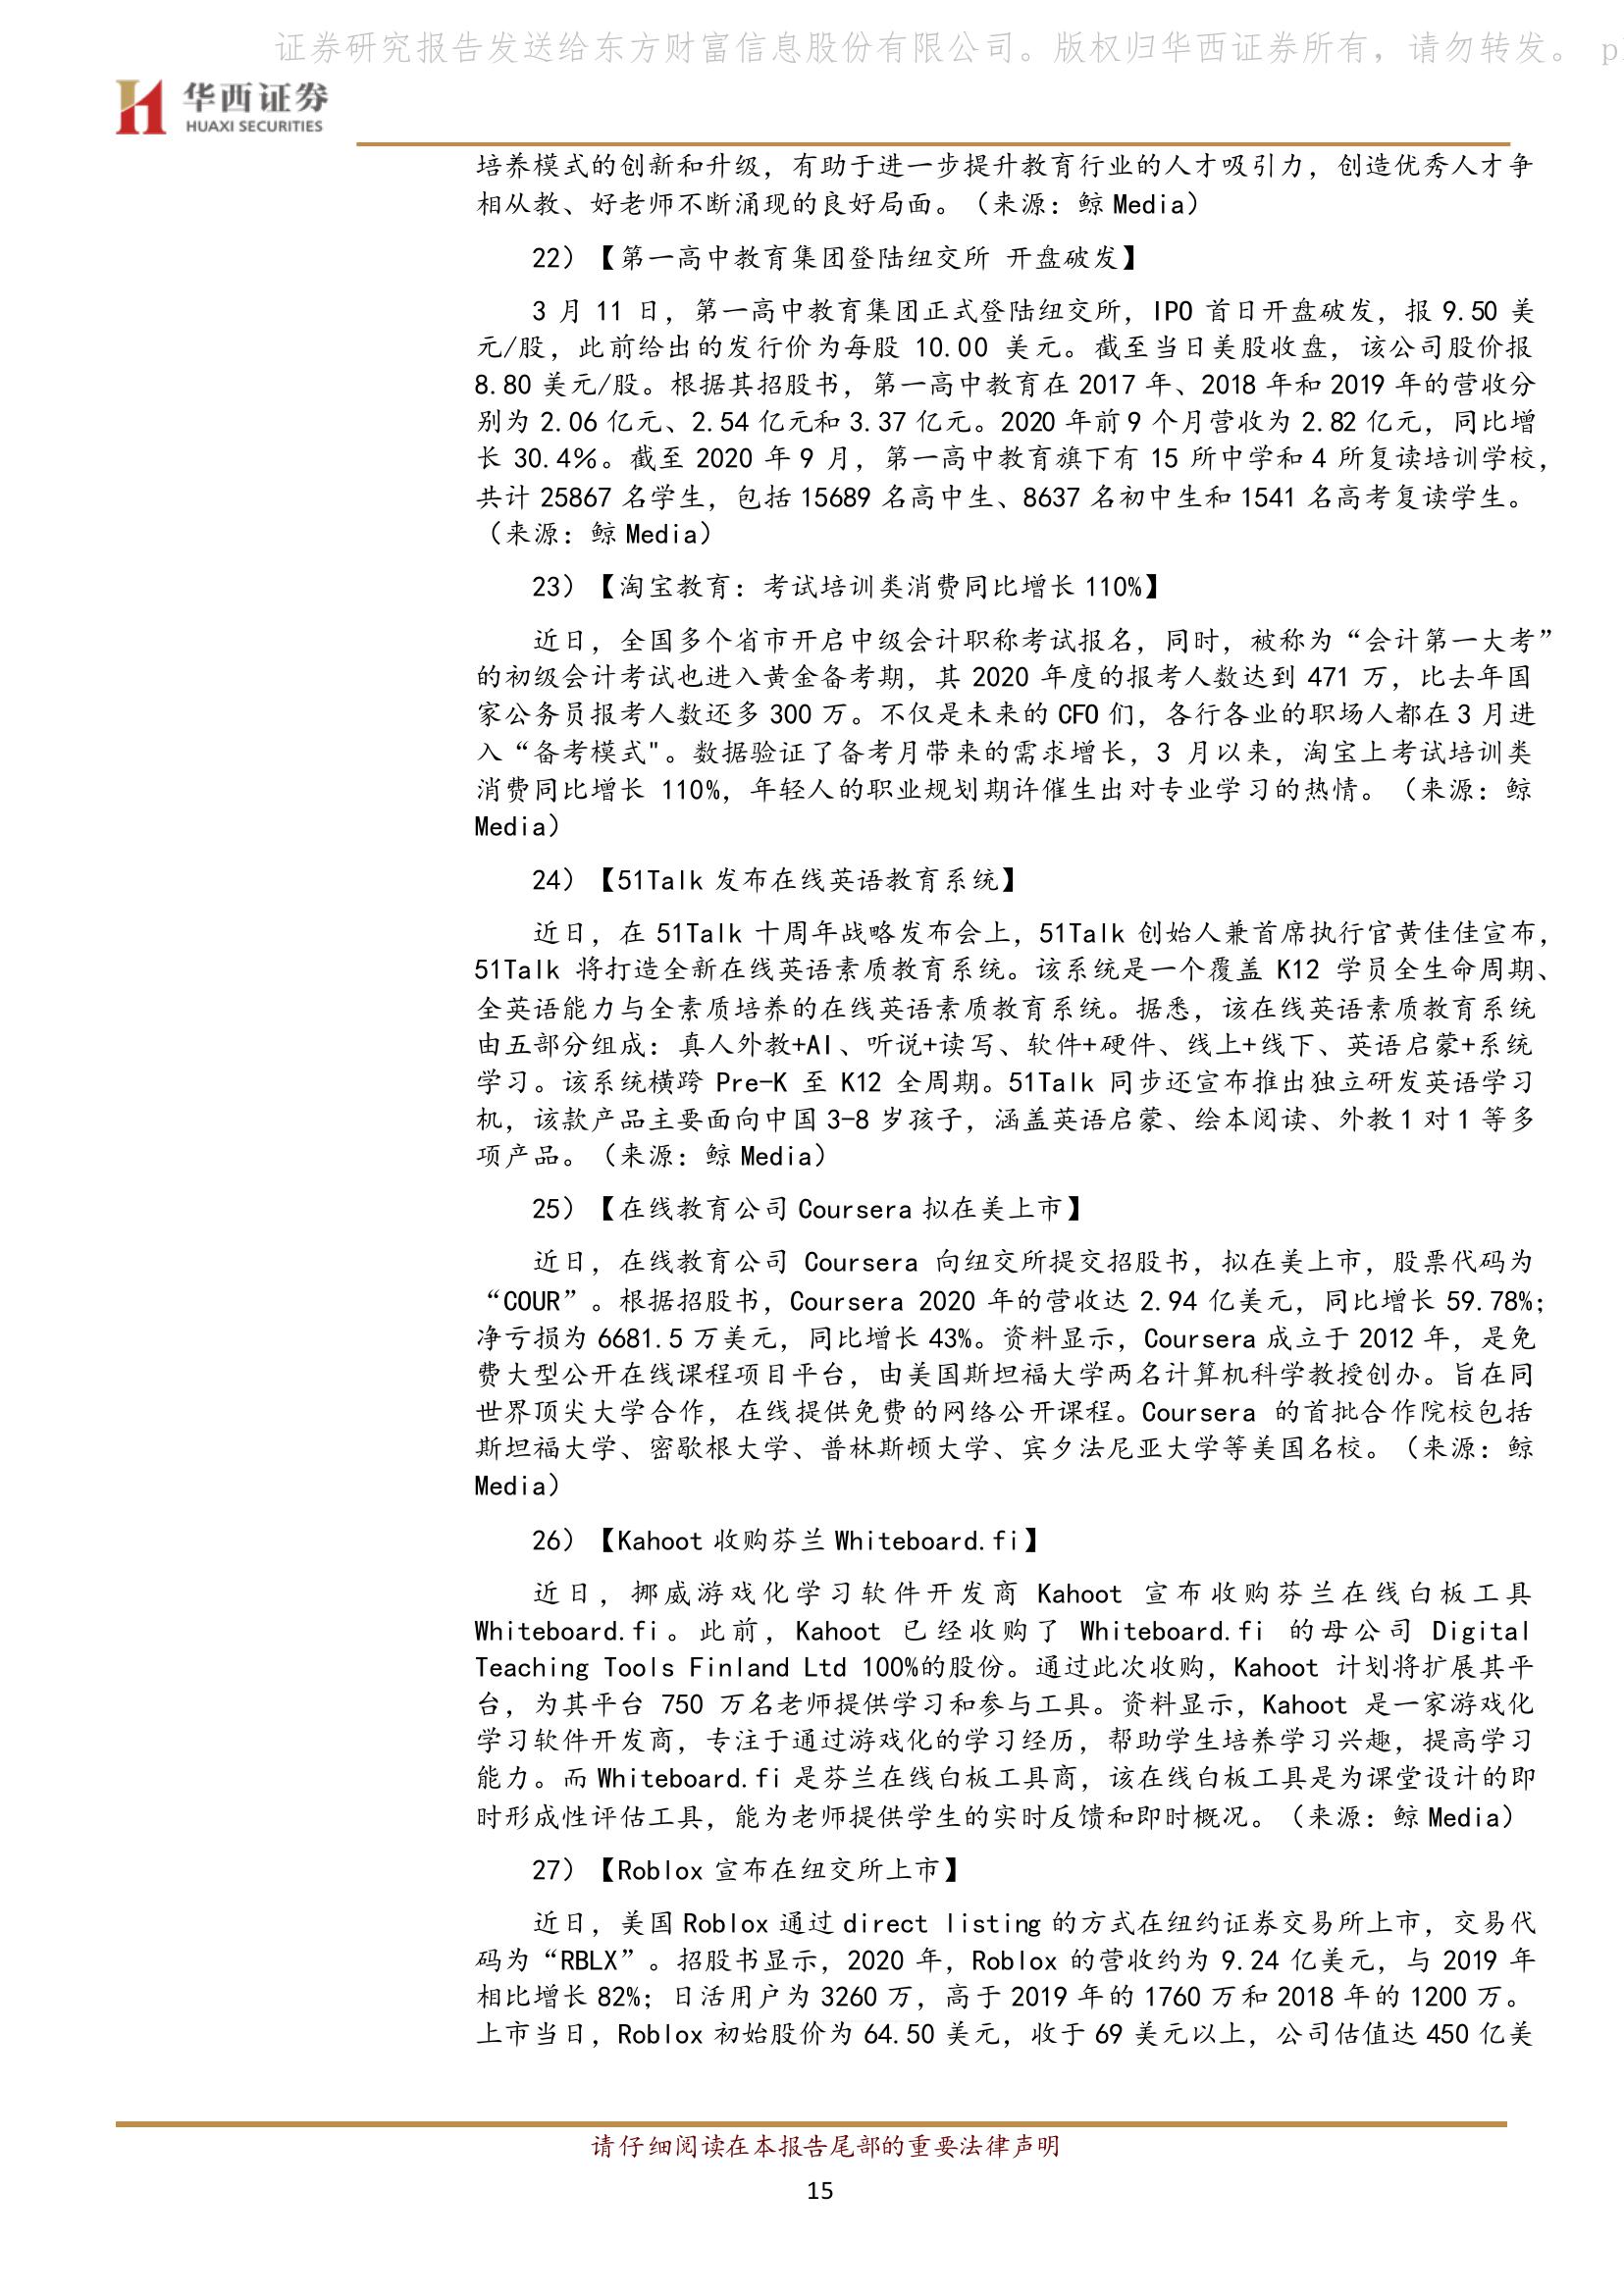 证券研究报告发送给东方财富信息股份有限公司。版权归华西证券所有，请勿转发。 p
华西证券
HUAXI SECURITIES
培养模式的创新和升级，有助于进一步提升教育行业的人才吸引力，创造优秀人才争
相从教、好老师不断涌现的良好局面。（来源：鲸 Media）
22）【第一高中教育集团登陆纽交所 开盘破发】
3 月 11 日，第一高中教育集团正式登陆纽交所，IPO 首日开盘破发，报 9.50 美
元/股，此前给出的发行价为每股 10.00 美元。截至当日美股收盘，该公司股价报
8.80 美元/股。根据其招股书，第一高中教育在 2017 年、2018 年和 2019 年的营收分
别为 2.06 亿元、2.54 亿元和 3.37 亿元。2020 年前 9 个月营收为 2.82 亿元，同比增
长 30.4%。截至 2020 年 9 月，第一高中教育旗下有 15 所中学和 4 所复读培训学校，
共计 25867 名学生，包括 15689 名高中生、8637 名初中生和 1541 名高考复读学生。
（来源：鲸 Media）
23）【淘宝教育：考试培训类消费同比增长 110%】
近日，全国多个省市开启中级会计职称考试报名，同时，被称为“会计第一大考”
的初级会计考试也进入黄金备考期，其 2020 年度的报考人数达到 471 万，比去年国
家公务员报考人数还多 300 万。不仅是未来的 CFO 们，各行各业的职场人都在 3 月进
入“备考模式"。数据验证了备考月带来的需求增长，3 月以来，淘宝上考试培训类
消费同比增长 110%，年轻人的职业规划期许催生出对专业学习的热情。（来源：鲸
Media）
24）【51Talk 发布在线英语教育系统】
近日，在 51Talk 十周年战略发布会上，51Talk 创始人兼首席执行官黄佳佳宣布，
51Talk 将打造全新在线英语素质教育系统。该系统是一个覆盖 K12 学员全生命周期、
全英语能力与全素质培养的在线英语素质教育系统。据悉，该在线英语素质教育系统
由五部分组成：真人外教+AI、听说+读写、软件+硬件、线上+线下、英语启蒙+系统
学习。该系统横跨 Pre-K 至 K12 全周期。51Talk 同步还宣布推出独立研发英语学习
机，该款产品主要面向中国 3-8 岁孩子，涵盖英语启蒙、绘本阅读、外教 1 对 1 等多
项产品。（来源：鲸 Media）
25）【在线教育公司 Coursera 拟在美上市】
近日，在线教育公司 Coursera 向纽交所提交招股书，拟在美上市，股票代码为
“COUR”。根据招股书，Coursera 2020 年的营收达 2.94 亿美元，同比增长 59.78%；
净亏损为 6681.5 万美元，同比增长 43%。资料显示，Coursera 成立于 2012 年，是免
费大型公开在线课程项目平台，由美国斯坦福大学两名计算机科学教授创办。旨在同
世界顶尖大学合作，在线提供免费的网络公开课程。Coursera 的首批合作院校包括
斯坦福大学、密歇根大学、普林斯顿大学、宾夕法尼亚大学等美国名校。（来源：鲸
Media）
26）【Kahoot 收购芬兰 Whiteboard.fi】
近日，挪威游戏化学习软件开发商 Kahoot 宣布收购芬兰在线白板工具
Whiteboard.fi。此前，Kahoot 已经收购了 Whiteboard.fi 的母公司 Digital
Teaching Tools Finland Ltd 100%的股份。通过此次收购，Kahoot 计划将扩展其平
台，为其平台 750 万名老师提供学习和参与工具。资料显示，Kahoot 是一家游戏化
学习软件开发商，专注于通过游戏化的学习经历，帮助学生培养学习兴趣，提高学习
能力。而 Whiteboard.fi 是芬兰在线白板工具商，该在线白板工具是为课堂设计的即
时形成性评估工具，能为老师提供学生的实时反馈和即时概况。（来源：鲸 Media）
27）【Roblox 宣布在纽交所上市】
近日，美国 Roblox 通过 direct listing 的方式在纽约证券交易所上市，交易代
码为“RBLX”。招股书显示，2020 年，Roblox 的营收约为 9.24 亿美元，与 2019 年
相比增长 82%；日活用户为 3260 万，高于 2019 年的 1760 万和 2018 年的 1200 万。
上市当日，Roblox 初始股价为 64.50 美元，收于 69 美元以上，公司估值达 450 亿美
请仔细阅读在本报告尾部的重要法律声明
15